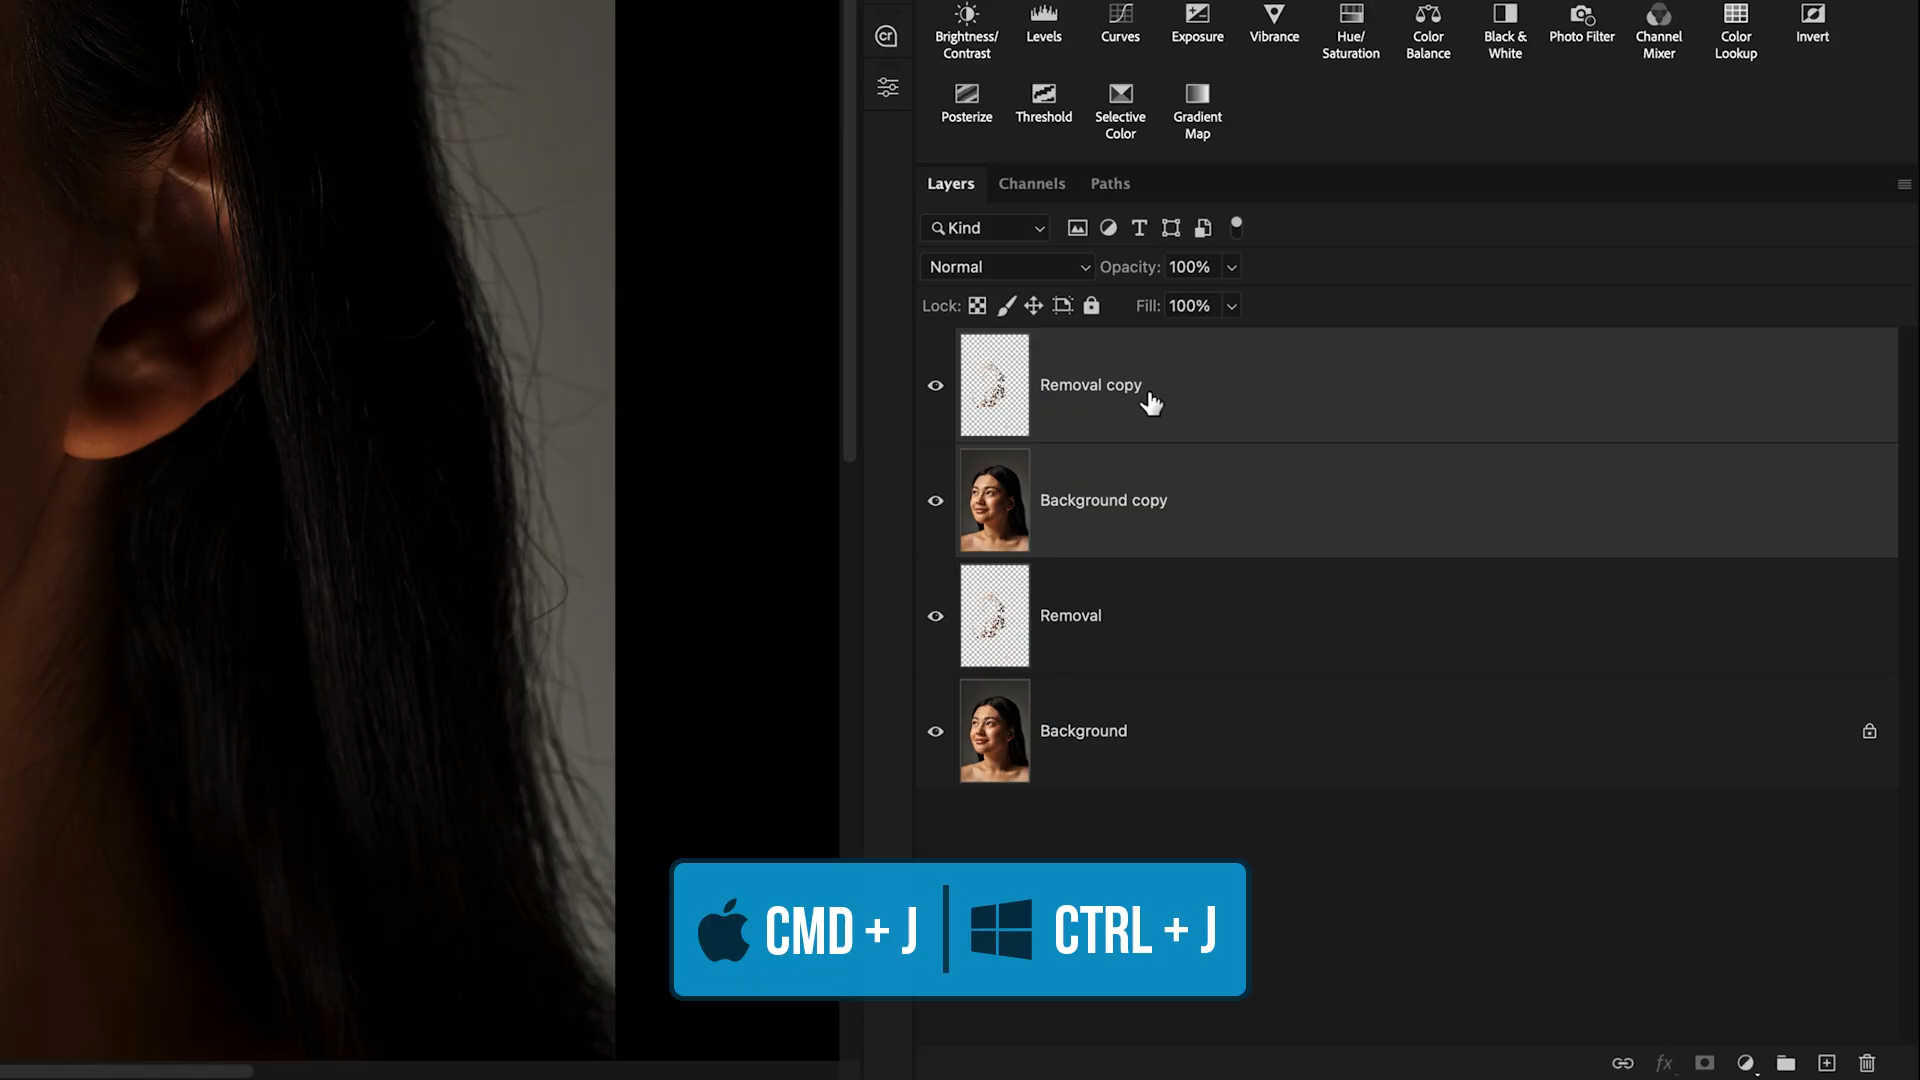 Brightness/ Levels Curves Exposure Vibrance Hue/ Color Black & Photo Filter Channel Color Invert
Contrast Saturation Balance White Mixer Lookup
Posterize Threshold Selective Gradient
Color Map
Layers Channels Paths
Kind
Normal Opacity: 100%
Lock: Fill: 100%
Removal copy
Background copy
Removal
Background
CMD + J CTRL + J
fx